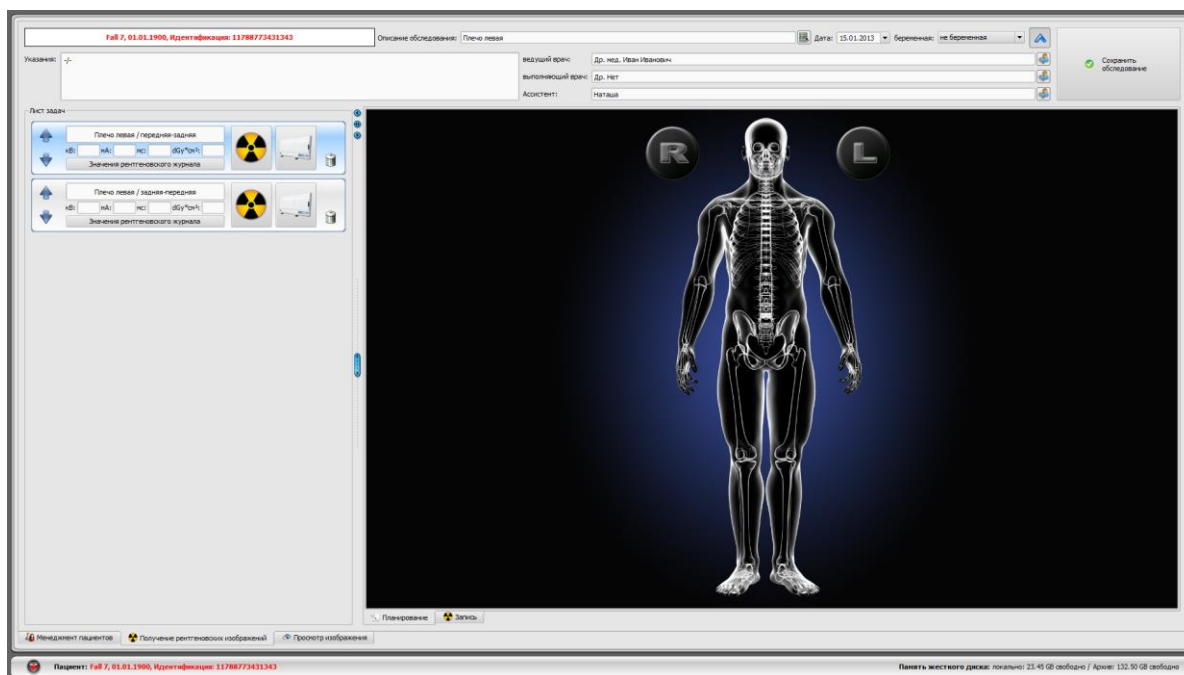 Fall 7, 01.01.1900, Идентификация: 11788773431343
Описание обследования: Плечо левая
Дата: 15.01.2013
беременная: не беременная
Указания: -/-
ведущий врач: Др. мед. Иван Иванович
выполняющий врач: Др. Нет
Ассистент: Наташа
Сохранить
обследование
Лист задач
Плечо левая / передняя-задняя
кВ: мА: мс: dGy*cm²:
Значения рентгеновского журнала
Плечо левая / задняя-передняя
кВ: мА: мс: dGy*cm²:
Значения рентгеновского журнала
R
L
Планирование
Запись
Менеджмент пациентов
Получение рентгеновских изображений
Просмотр изображения
Пациент: Fall 7, 01.01.1900, Идентификация: 11788773431343
Память жесткого диска: локально: 23.45 GB свободно / Архив: 132.50 GB свободно